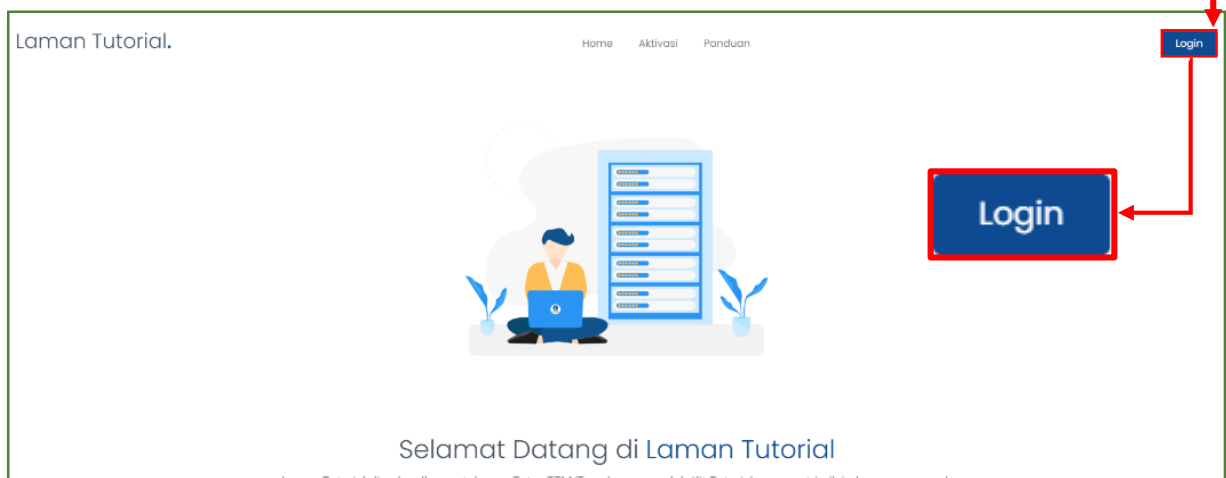 Laman Tutorial.
Home Aktivasi Panduan
Login
Login
Selamat Datang di Laman Tutorial